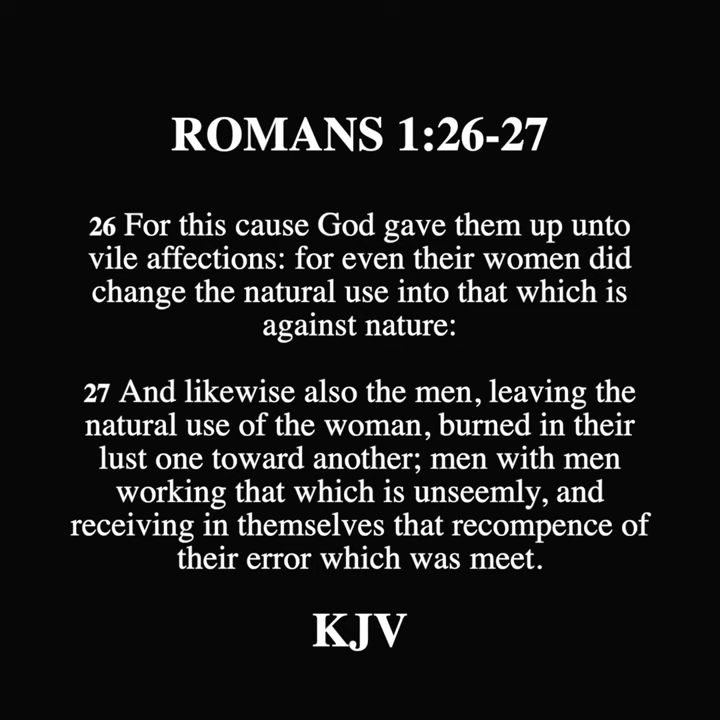 ROMANS 1:26-27
26 For this cause God gave them up unto
vile affections: for even their women did
change the natural use into that which is
against nature:
27 And likewise also the men, leaving the
natural use of the woman, burned in their
lust one toward another; men with men
working that which is unseemly, and
receiving in themselves that recompence of
their error which was meet.
KJV